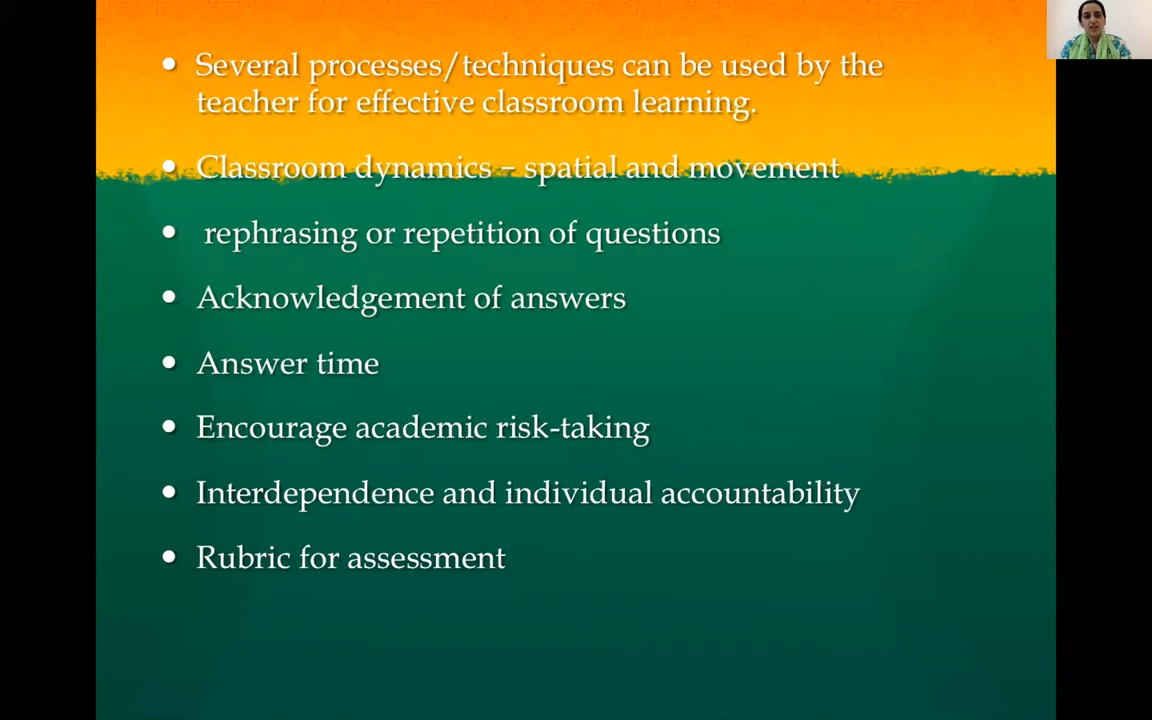 • Several processes/techniques can be used by the
teacher for effective classroom learning.
• Classroom dynamics – spatial and movement
• rephrasing or repetition of questions
• Acknowledgement of answers
• Answer time
• Encourage academic risk-taking
• Interdependence and individual accountability
• Rubric for assessment